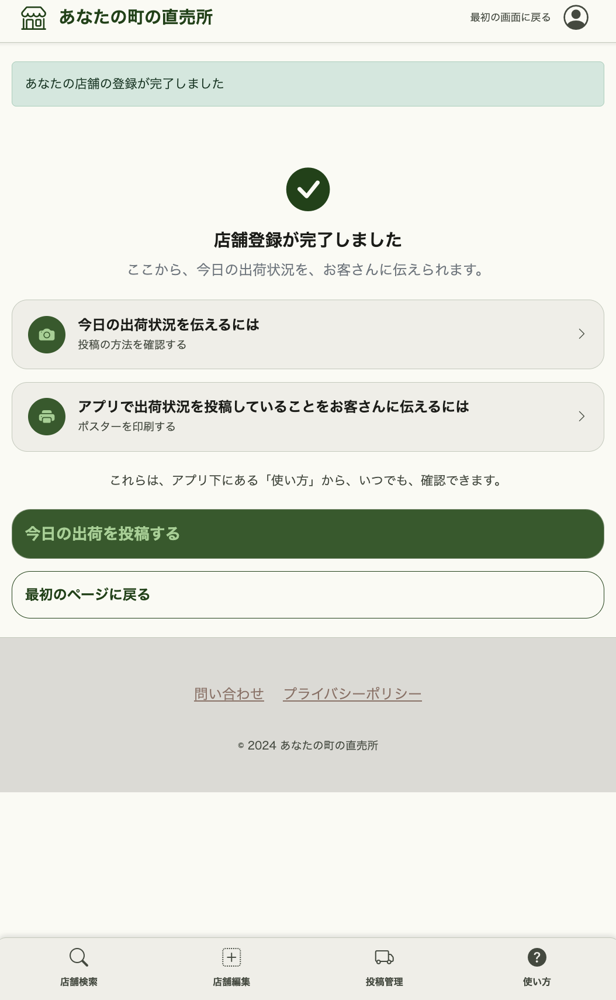 あなたの町の直売所
最初の画面に戻る
あなたの店舗の登録が完了しました
店舗登録が完了しました
ここから、今日の出荷状況を、お客さんに伝えられます。
今日の出荷状況を伝えるには
投稿の方法を確認する
アプリで出荷状況を投稿していることをお客さんに伝えるには
ポスターを印刷する
これらは、アプリ下にある「使い方」から、いつでも、確認できます。
今日の出荷を投稿する
最初のページに戻る
問い合わせ プライバシーポリシー
© 2024 あなたの町の直売所
店舗検索 店舗編集 投稿管理 使い方